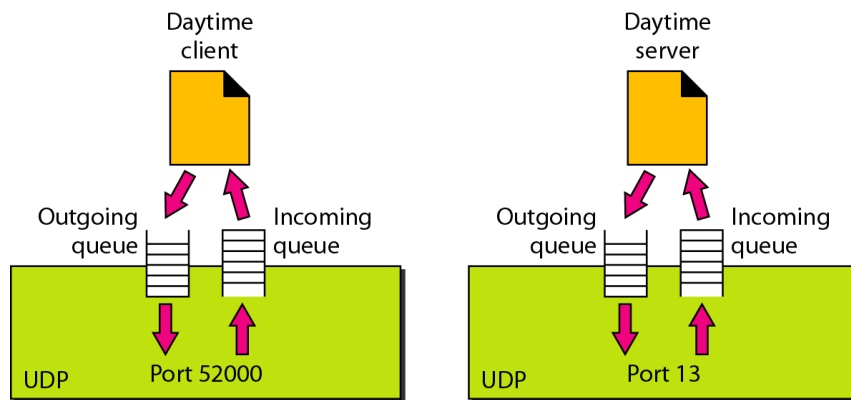 Daytime
client
Outgoing
queue
Incoming
queue
UDP
Port 52000
Daytime
server
Outgoing
queue
Incoming
queue
UDP
Port 13